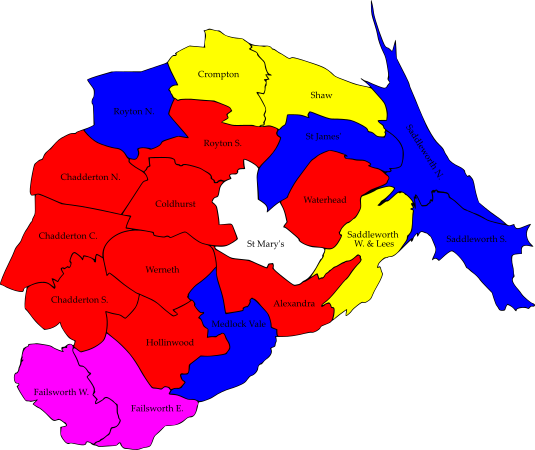 Crompton
Shaw
Royton N.
St James'
Royton S.
Saddleworth N.
Chadderton N.
Coldhurst
Waterhead
Chadderton C.
St Mary's
Saddleworth
W. & Lees
Saddleworth S.
Werneth
Chadderton S.
Alexandra
Medlock Vale
Hollinwood
Failsworth W.
Failsworth E.